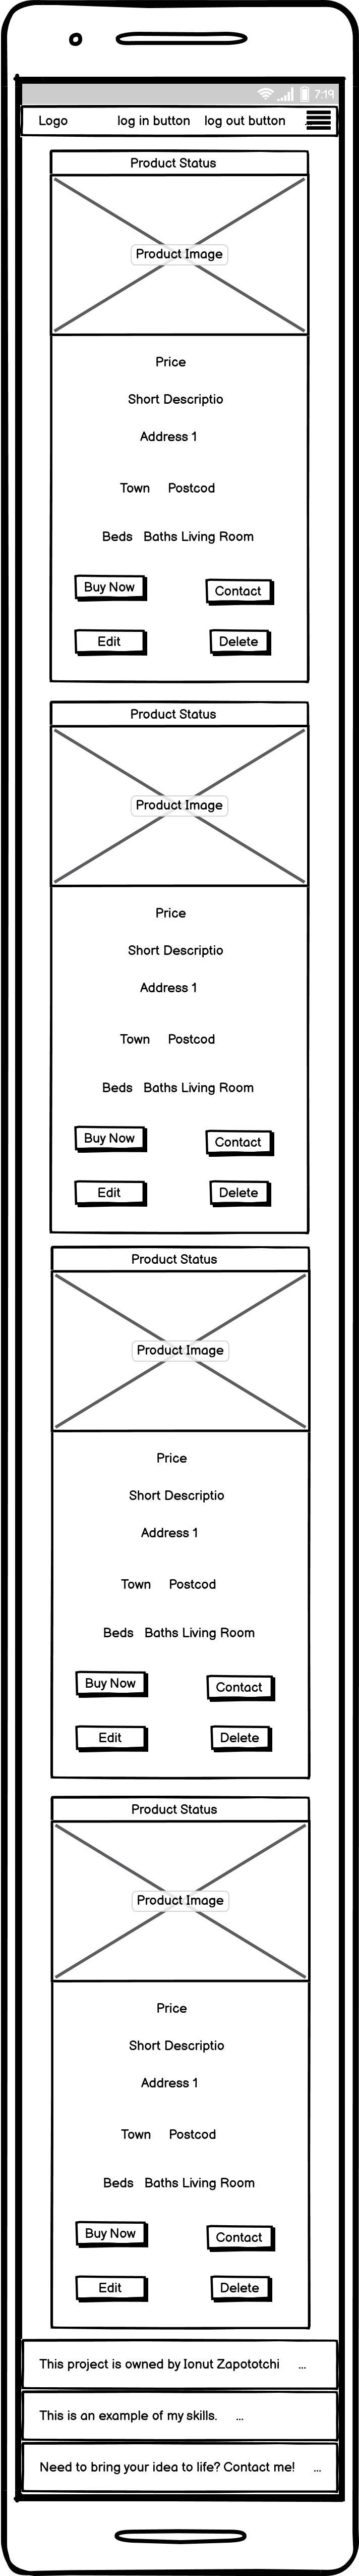 7:19
Logo log in button log out button
Product Status
Product Image
Price
Short Descriptio
Address 1
Town Postcod
Beds Baths Living Room
Buy Now Contact
Edit Delete
Product Status
Product Image
Price
Short Descriptio
Address 1
Town Postcod
Beds Baths Living Room
Buy Now Contact
Edit Delete
Product Status
Product Image
Price
Short Descriptio
Address 1
Town Postcod
Beds Baths Living Room
Buy Now Contact
Edit Delete
Product Status
Product Image
Price
Short Descriptio
Address 1
Town Postcod
Beds Baths Living Room
Buy Now Contact
Edit Delete
This project is owned by Ionut Zapototchi ...
This is an example of my skills. ...
Need to bring your idea to life? Contact me! ...